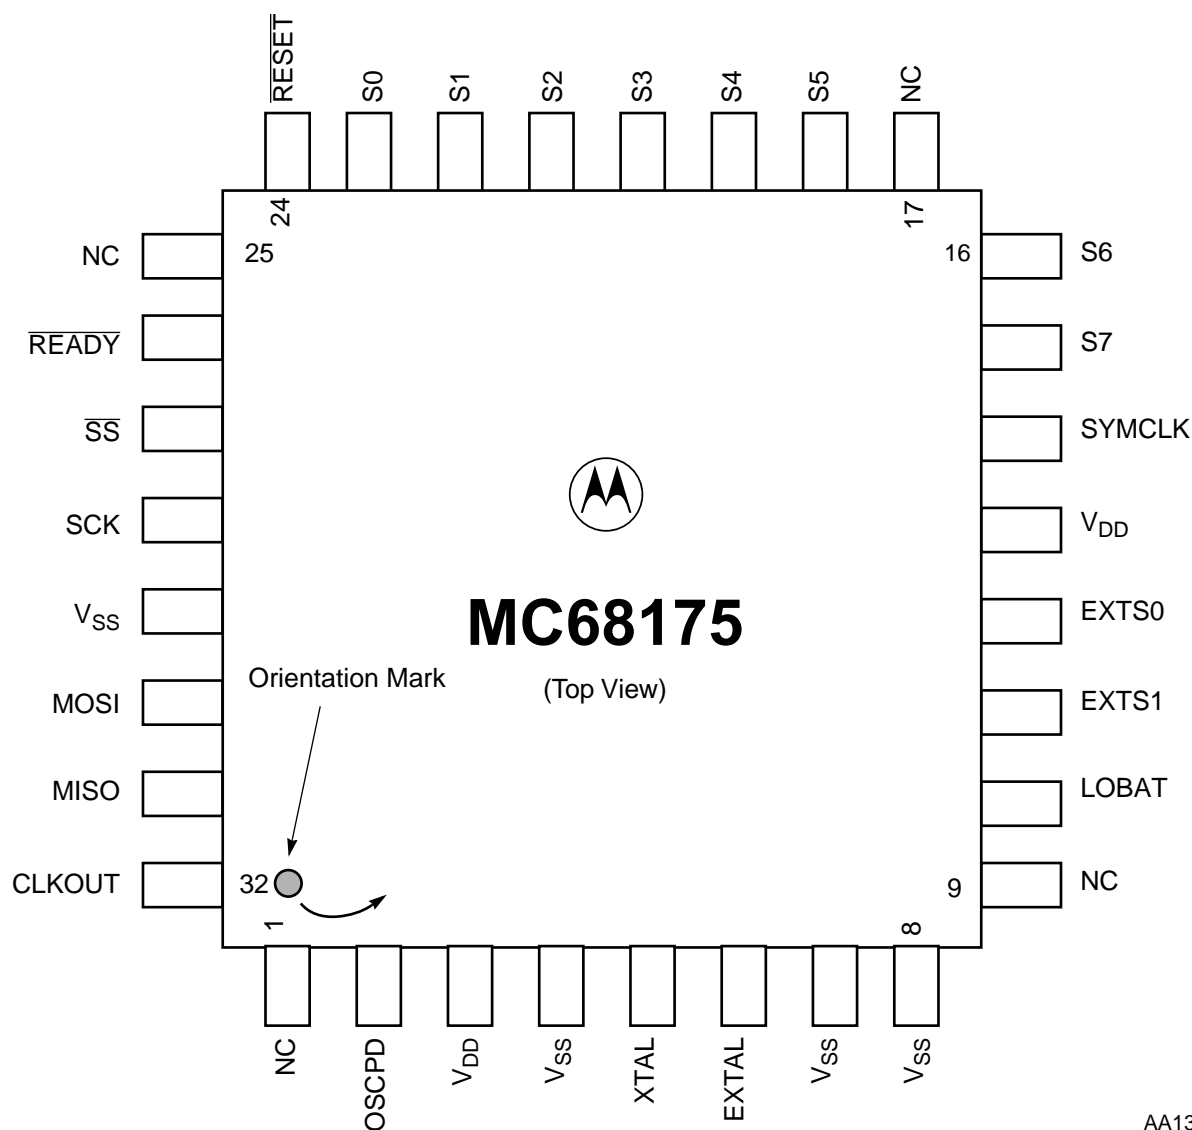 RESET
S0
S1
S2
S3
S4
S5
NC
24
17
NC
25
16
S6
READY
S7
SS
SYMCLK
SCK
VDD
VSS
EXTS0
MC68175
Orientation Mark
(Top View)
MOSI
EXTS1
MISO
LOBAT
CLKOUT
32
9
NC
1
8
NC
OSCPD
VDD
VSS
XTAL
EXTAL
VSS
VSS
AA13